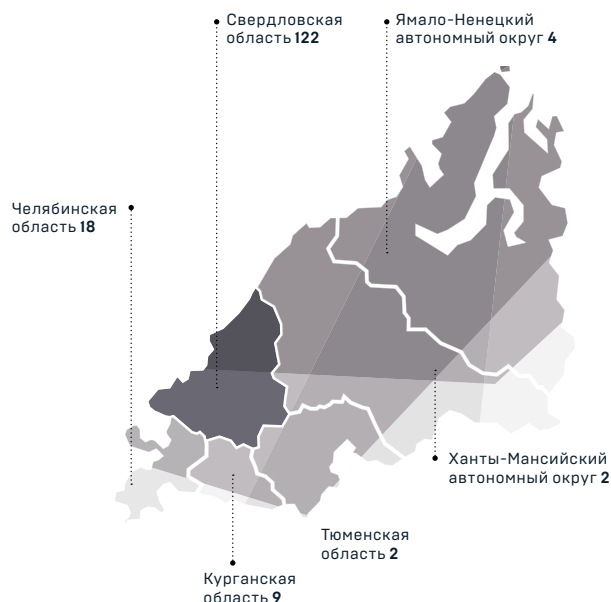 Свердловская
область 122
Ямало-Ненецкий
автономный округ 4
Челябинская
область 18
Ханты-Мансийский
автономный округ 2
Тюменская
область 2
Курганская
область 9